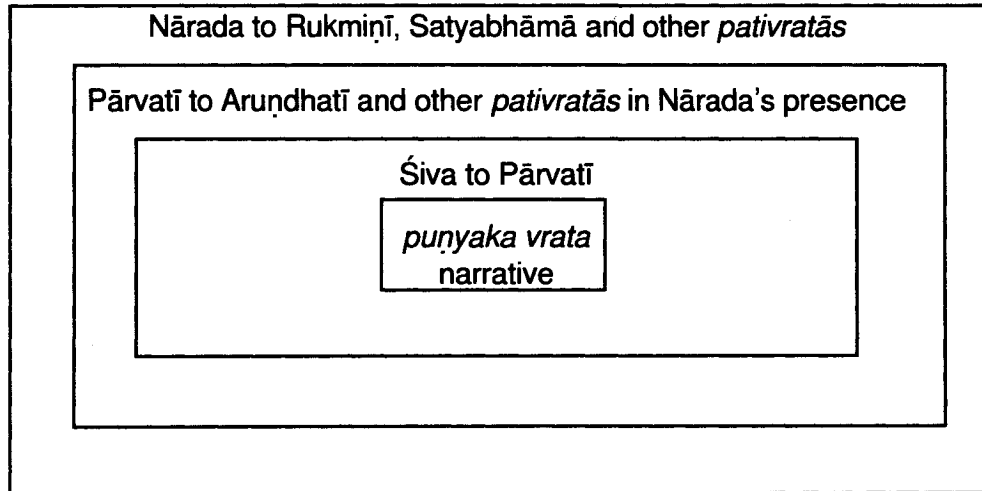 Nārada to Rukmiṇī, Satyabhāmā and other pativratās
Pārvatī to Aruṇdhatī and other pativratās in Nārada's presence
Śiva to Pārvatī
puṇyaka vrata
narrative